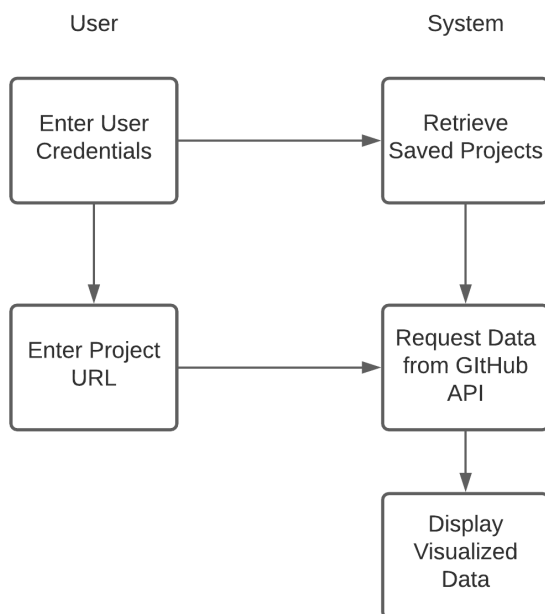 User
System
Enter User
Credentials
Retrieve
Saved Projects
Enter Project
URL
Request Data
from GItHub
API
Display
Visualized
Data